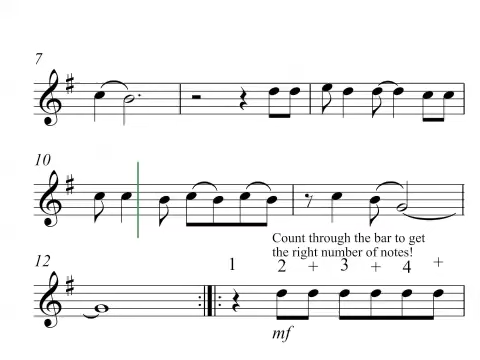 7
10
Count through the bar to get
the right number of notes!
12
1 2 + 3 + 4 +
mf